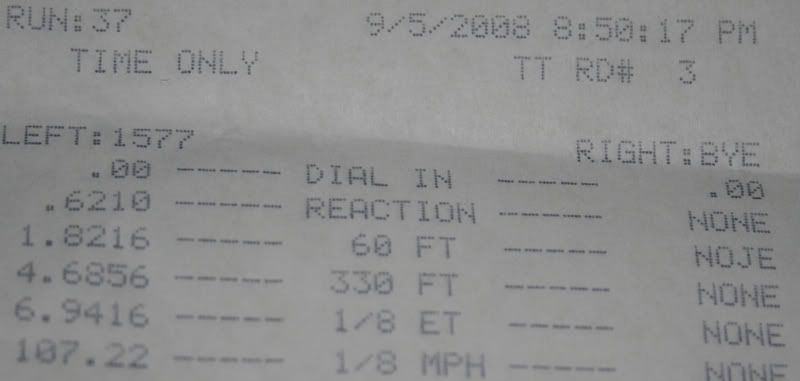 RUN:37 9/5/2008 8:50:17 PM
TIME ONLY TT RD# 3
LEFT:1577 RIGHT:BYE
.00 ----- DIAL IN ----- .00
.6210 ----- REACTION ----- NONE
1.8216 ----- 60 FT ----- NOJE
4.6856 ----- 330 FT ----- NONE
6.9416 ----- 1/8 ET ----- NONE
107.22 ----- 1/8 MPH ----- NONE